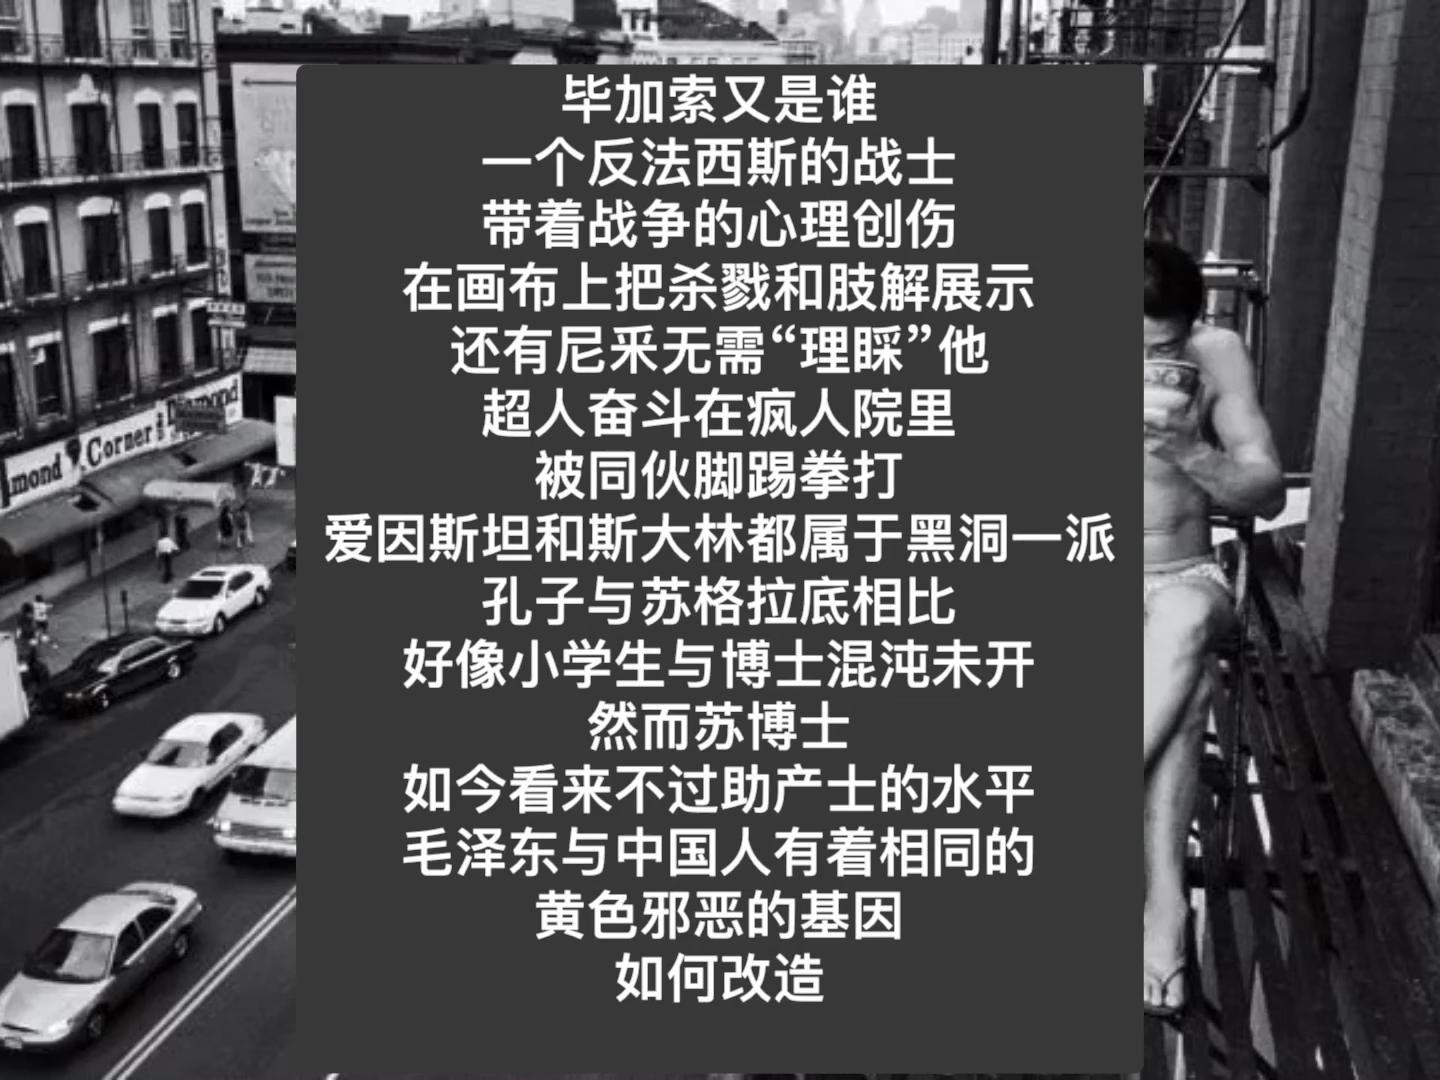 毕加索又是谁
一个反法西斯的战士
带着战争的心理创伤
在画布上把杀戮和肢解展示
还有尼釆无需“理睬”他
超人奋斗在疯人院里
被同伙脚踢拳打
爱因斯坦和斯大林都属于黑洞一派
孔子与苏格拉底相比
好像小学生与博士混沌未开
然而苏博士
如今看来不过助产士的水平
毛泽东与中国人有着相同的
黄色邪恶的基因
如何改造
mond Corner
Diamond